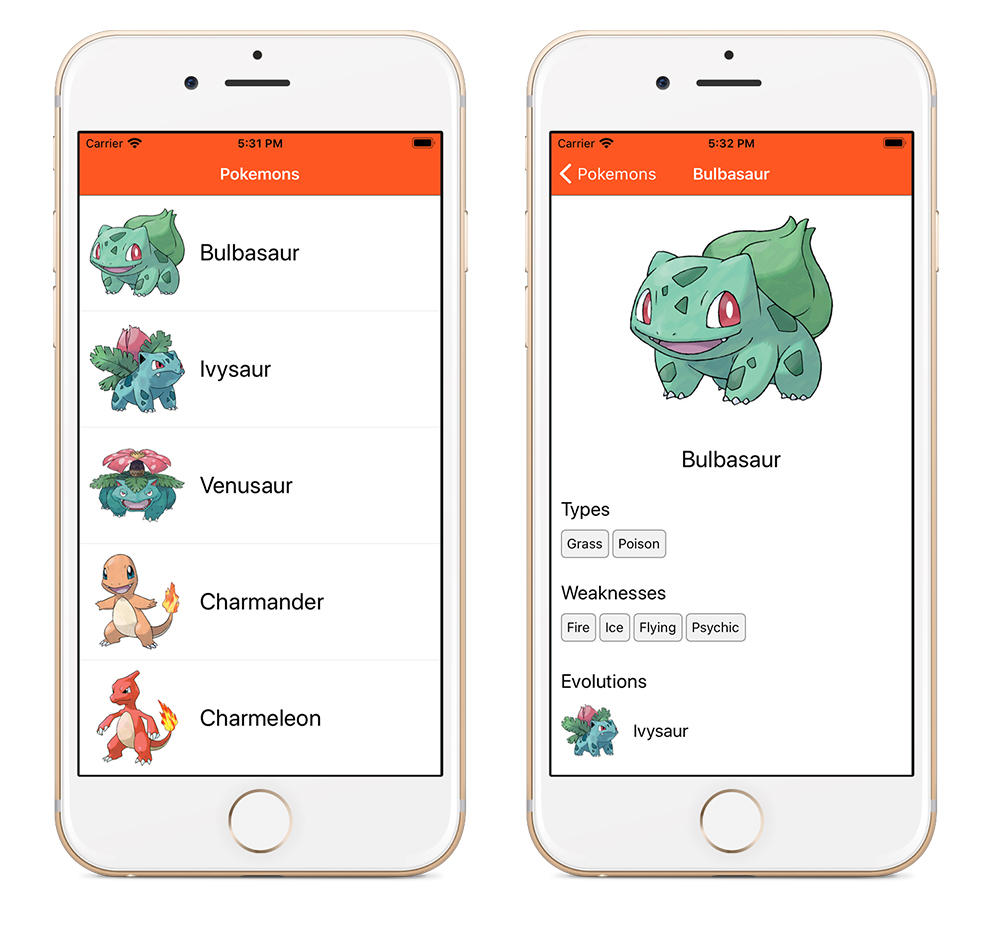 Carrier 5:31 PM
Pokemons
Bulbasaur
Ivysaur
Venusaur
Charmander
Charmeleon
Carrier 5:32 PM
Pokemons Bulbasaur
Bulbasaur
Types
Grass Poison
Weaknesses
Fire Ice Flying Psychic
Evolutions
Ivysaur